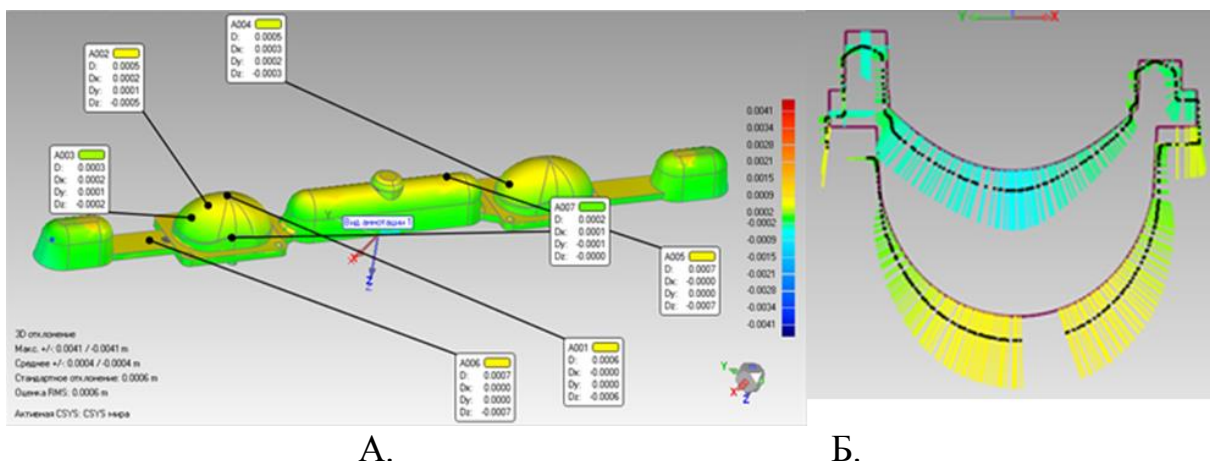 A004
D: 0.0005
Dx: 0.0003
Dy: 0.0002
Dz: -0.0003
A002
D: 0.0005
Dx: 0.0002
Dy: 0.0001
Dz: -0.0005
A003
D: 0.0003
Dx: 0.0002
Dy: 0.0001
Dz: -0.0002
Вид аннотации 1
Y
X
Z
A007
D: 0.0002
Dx: 0.0001
Dy: -0.0001
Dz: -0.0000
A005
D: 0.0007
Dx: -0.0000
Dy: 0.0000
Dz: -0.0007
A001
D: 0.0006
Dx: -0.0000
Dy: 0.0000
Dz: -0.0006
A006
D: 0.0007
Dx: 0.0000
Dy: 0.0000
Dz: -0.0007
0.0041
0.0034
0.0028
0.0021
0.0015
0.0009
0.0002
-0.0002
-0.0009
-0.0015
-0.0021
-0.0028
-0.0034
-0.0041
3D отклонение
Макс. +/-: 0.0041 / -0.0041 m
Среднее +/-: 0.0004 / -0.0004 m
Стандартное отклонение: 0.0006 m
Оценка RMS: 0.0006 m
Активная CSYS: CSYS мира
Y
X
Z
Y
X
А.
Б.